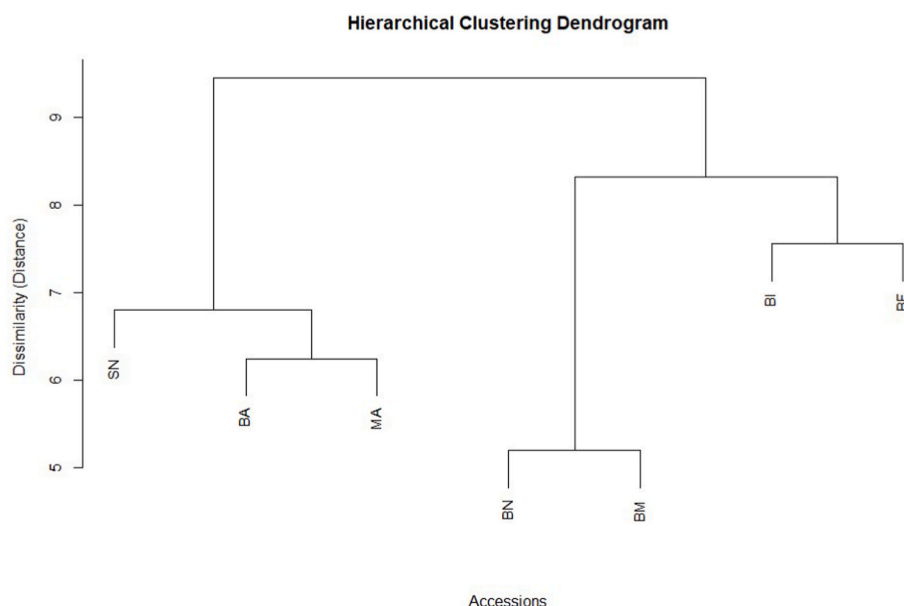 Hierarchical Clustering Dendrogram
Dissimilarity (Distance)
9
8
7
6
5
SN
BA
MA
BN
BM
BI
Accessions